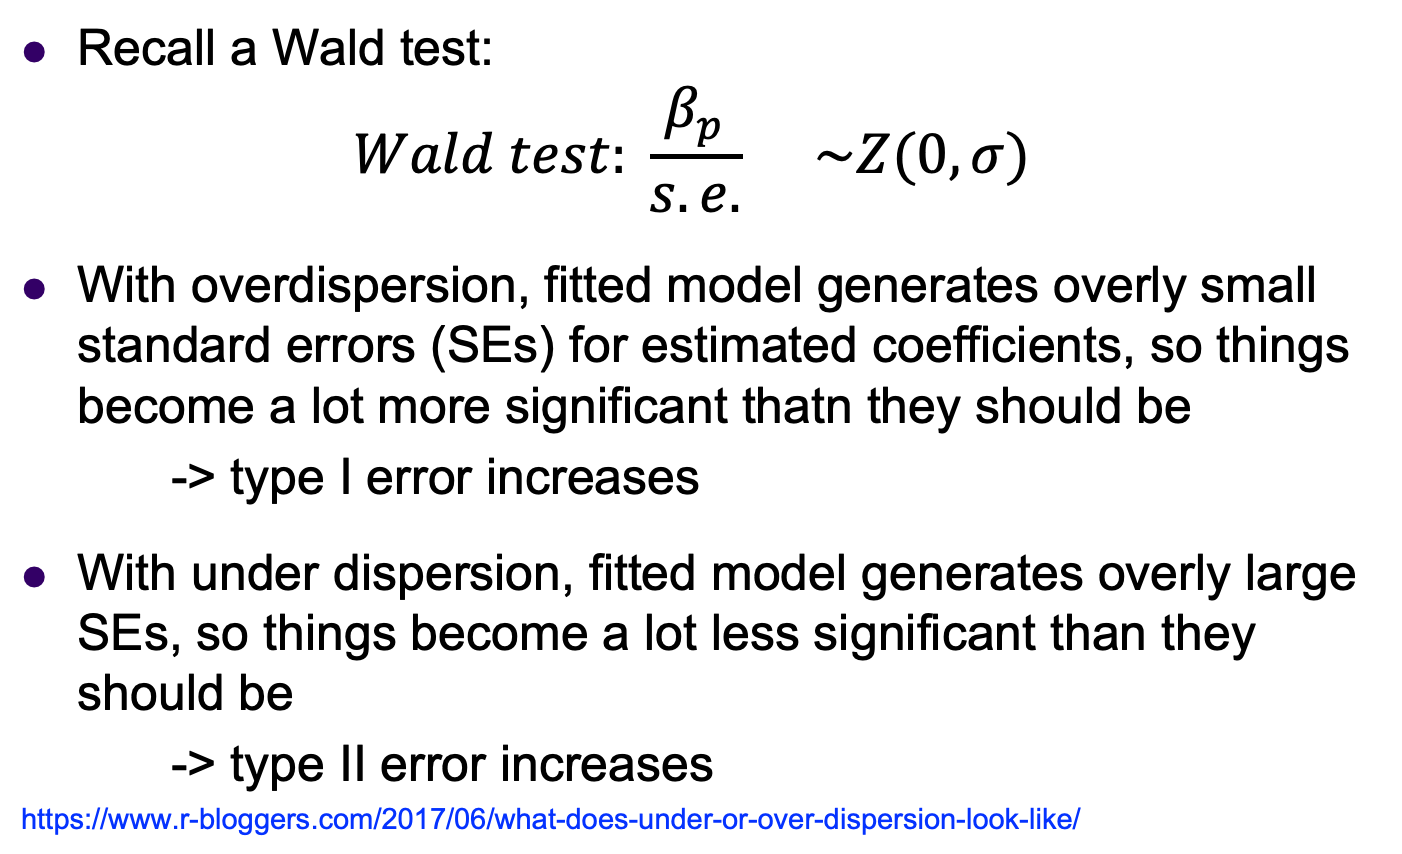 • Recall a Wald test:
Wald test: βₚ / s.e. ~Z(0, σ)
• With overdispersion, fitted model generates overly small
standard errors (SEs) for estimated coefficients, so things
become a lot more significant thatn they should be
-> type I error increases
• With under dispersion, fitted model generates overly large
SEs, so things become a lot less significant than they
should be
-> type II error increases
https://www.r-bloggers.com/2017/06/what-does-under-or-over-dispersion-look-like/